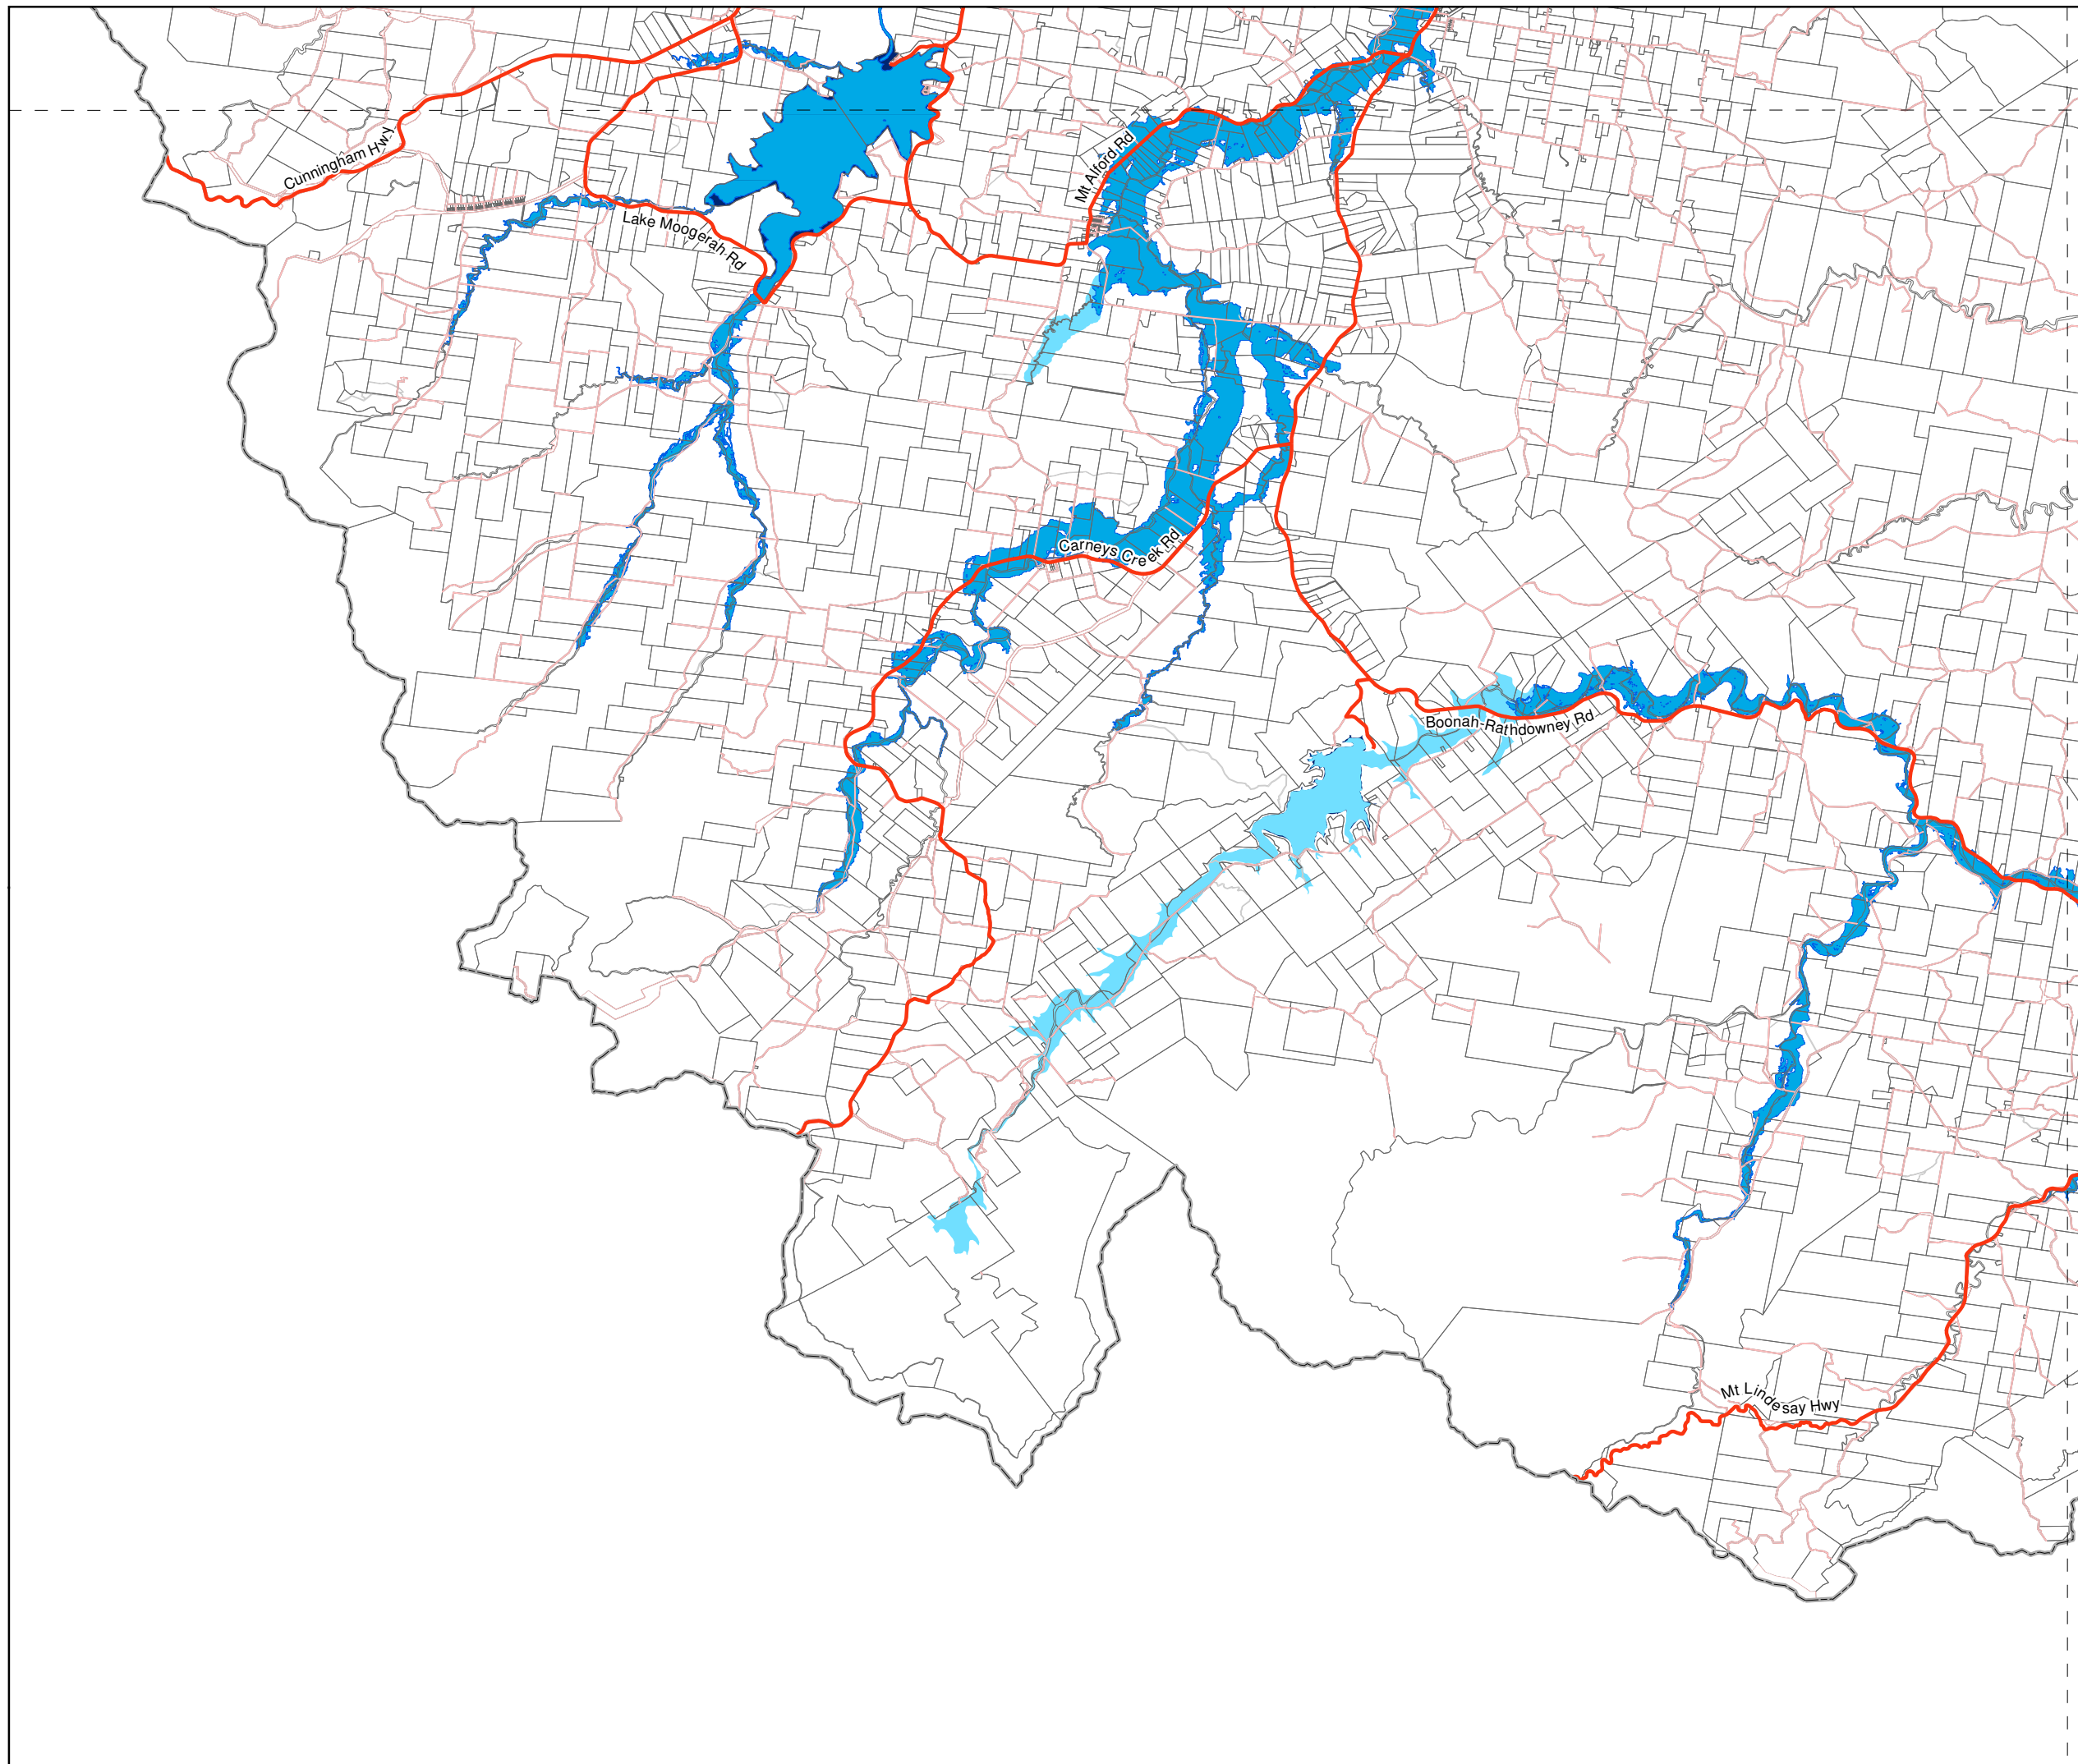 Cunningham Hwy
Mt Alford Rd
Lake Moogerah Rd
Carneys Creek Rd
Boonah-Rathdowney Rd
Mt Lindesay Hwy